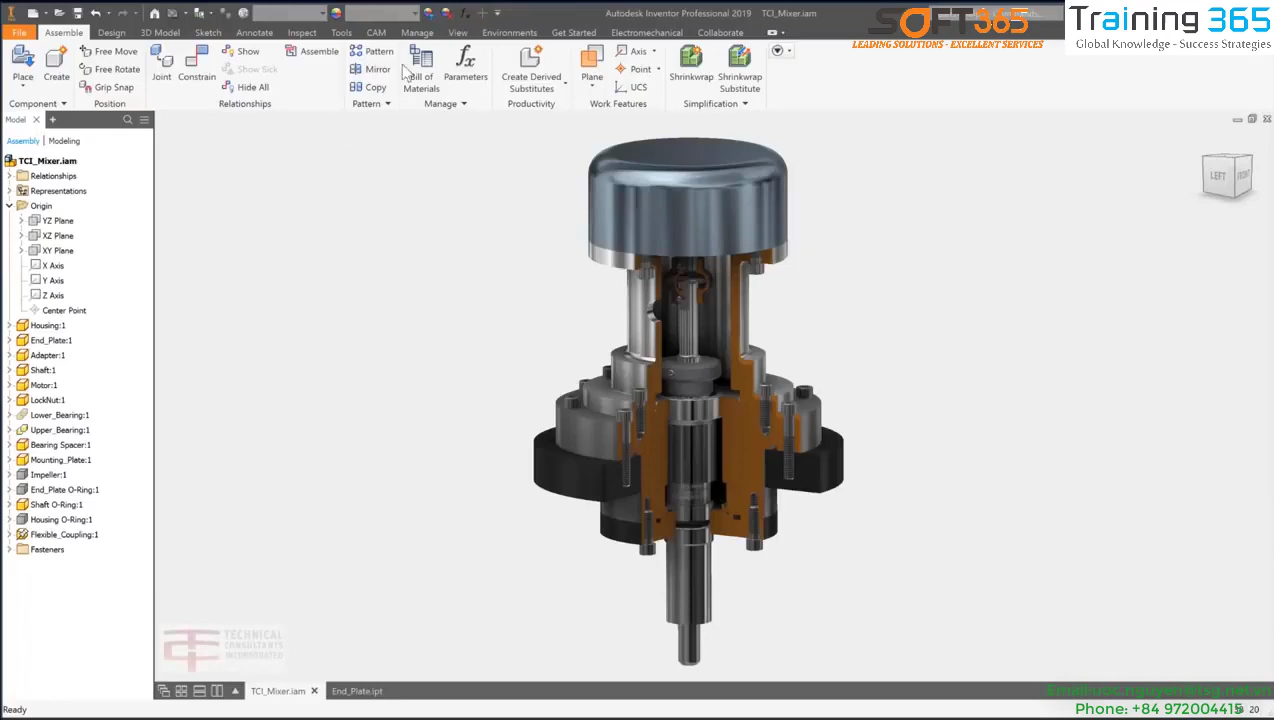 Autodesk Inventor Professional 2019 TCI_Mixer.iam
SOFT365
LEADING SOLUTIONS - EXCELLENT SERVICES
Training 365
Global Knowledge - Success Strategies
File Assemble Design 3D Model Sketch Annotate Inspect Tools CAM Manage View Environments Get Started Electromechanical Collaborate
Place
Create
Component
Free Move
Free Rotate
Grip Snap
Position
Joint
Constrain
Show
Show Sick
Hide All
Relationships
Assemble
Pattern
Mirror
Copy
Pattern
Bill of
Materials
Parameters
Manage
Create Derived
Substitutes
Productivity
Plane
Axis
Point
UCS
Work Features
Shrinkwrap
Shrinkwrap
Substitute
Simplification
Model
Assembly Modeling
TCI_Mixer.iam
Relationships
Representations
Origin
YZ Plane
XZ Plane
XY Plane
X Axis
Y Axis
Z Axis
Center Point
Housing:1
End_Plate:1
Adapter:1
Shaft:1
Motor:1
LockNut:1
Lower_Bearing:1
Upper_Bearing:1
Bearing Spacer:1
Mounting_Plate:1
Impeller:1
End_Plate O-Ring:1
Shaft O-Ring:1
Housing O-Ring:1
Flexible_Coupling:1
Fasteners
LEFT
FRONT
TECHNICAL
CONSULTANTS
INCORPORATED
TCI_Mixer.iam End_Plate.ipt
Ready
Phone: +84 972004415
20